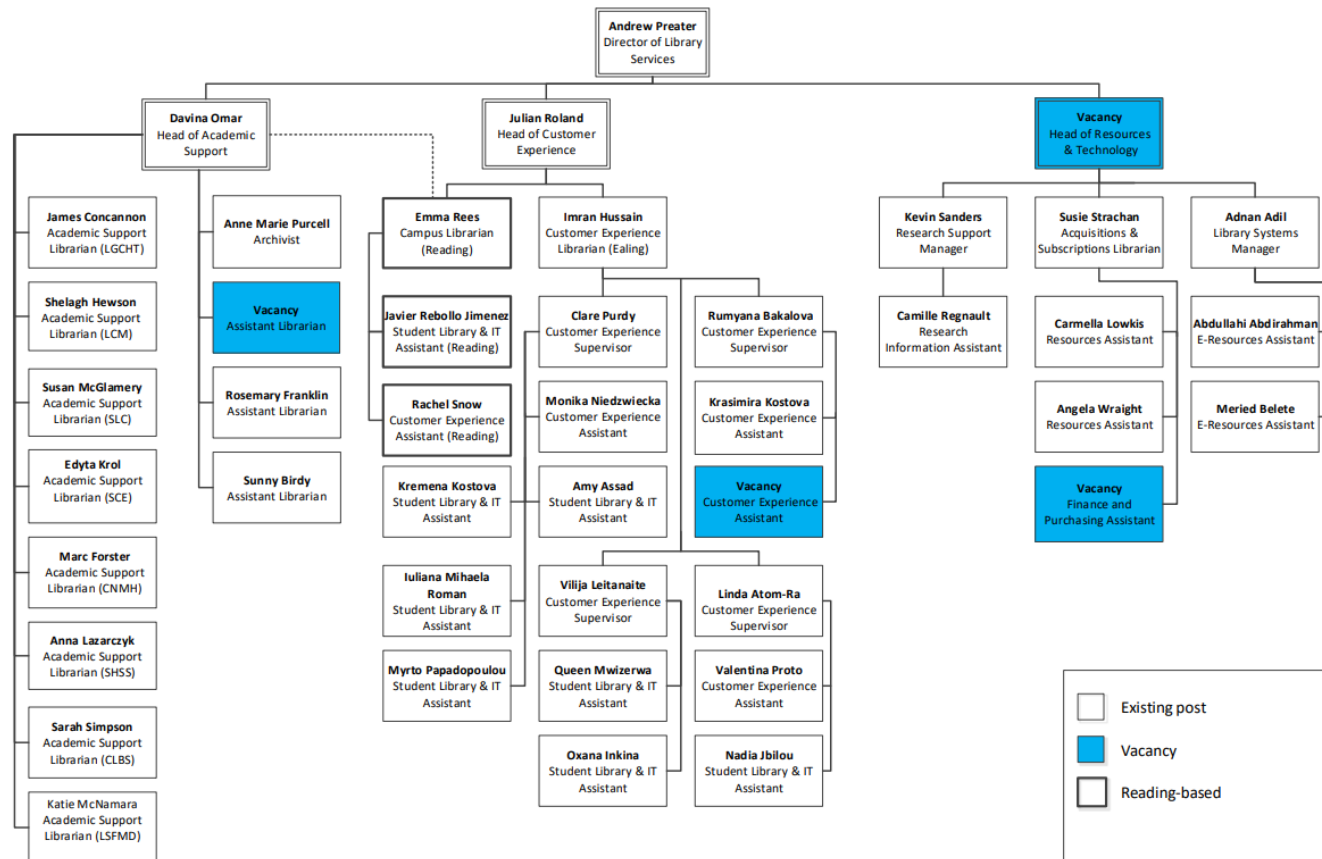 Andrew Preater
Director of Library
Services
Davina Omar
Head of Academic
Support
Julian Roland
Head of Customer
Experience
Vacancy
Head of Resources
& Technology
James Concannon
Academic Support
Librarian (LGCHT)
Shelagh Hewson
Academic Support
Librarian (LCM)
Susan McGlamery
Academic Support
Librarian (SLC)
Edyta Krol
Academic Support
Librarian (SCE)
Marc Forster
Academic Support
Librarian (CNMH)
Anna Lazarczyk
Academic Support
Librarian (SHSS)
Sarah Simpson
Academic Support
Librarian (CLBS)
Katie McNamara
Academic Support
Librarian (LSFMD)
Anne Marie Purcell
Archivist
Vacancy
Assistant Librarian
Rosemary Franklin
Assistant Librarian
Sunny Birdy
Assistant Librarian
Emma Rees
Campus Librarian
(Reading)
Javier Rebollo Jimenez
Student Library & IT
Assistant (Reading)
Rachel Snow
Customer Experience
Assistant (Reading)
Imran Hussain
Customer Experience
Librarian (Ealing)
Clare Purdy
Customer Experience
Supervisor
Monika Niedzwiecka
Customer Experience
Assistant
Kremena Kostova
Student Library & IT
Assistant
Amy Assad
Student Library & IT
Assistant
Iuliana Mihaela
Roman
Student Library & IT
Assistant
Myrto Papadopoulou
Student Library & IT
Assistant
Rumyana Bakalova
Customer Experience
Supervisor
Krasimira Kostova
Customer Experience
Assistant
Vacancy
Customer Experience
Assistant
Vilija Leitanaite
Customer Experience
Supervisor
Queen Mwizerwa
Student Library & IT
Assistant
Oxana Inkina
Student Library & IT
Assistant
Linda Atom-Ra
Customer Experience
Supervisor
Valentina Proto
Customer Experience
Assistant
Nadia Jbilou
Student Library & IT
Assistant
Kevin Sanders
Research Support
Manager
Camille Regnault
Research
Information Assistant
Susie Strachan
Acquisitions &
Subscriptions Librarian
Carmella Lowkis
Resources Assistant
Angela Wraight
Resources Assistant
Vacancy
Finance and
Purchasing Assistant
Adnan Adil
Library Systems
Manager
Abdullahi Abdirahman
E-Resources Assistant
Meried Belete
E-Resources Assistant
Existing post
Vacancy
Reading-based